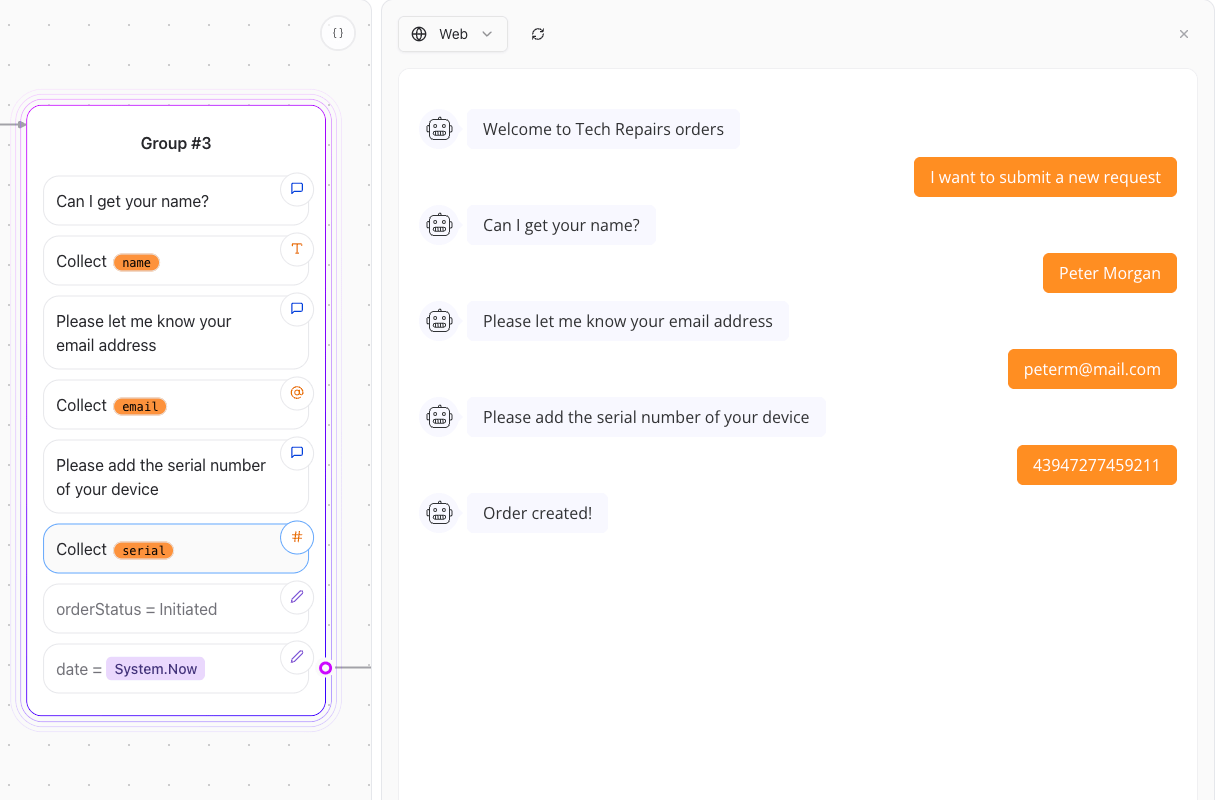 { }
Group #3
Can I get your name?
Collect name
Please let me know your
email address
Collect email
Please add the serial number
of your device
Collect serial
orderStatus = Initiated
date = System.Now
Web
Welcome to Tech Repairs orders
I want to submit a new request
Can I get your name?
Peter Morgan
Please let me know your email address
peterm@mail.com
Please add the serial number of your device
43947277459211
Order created!